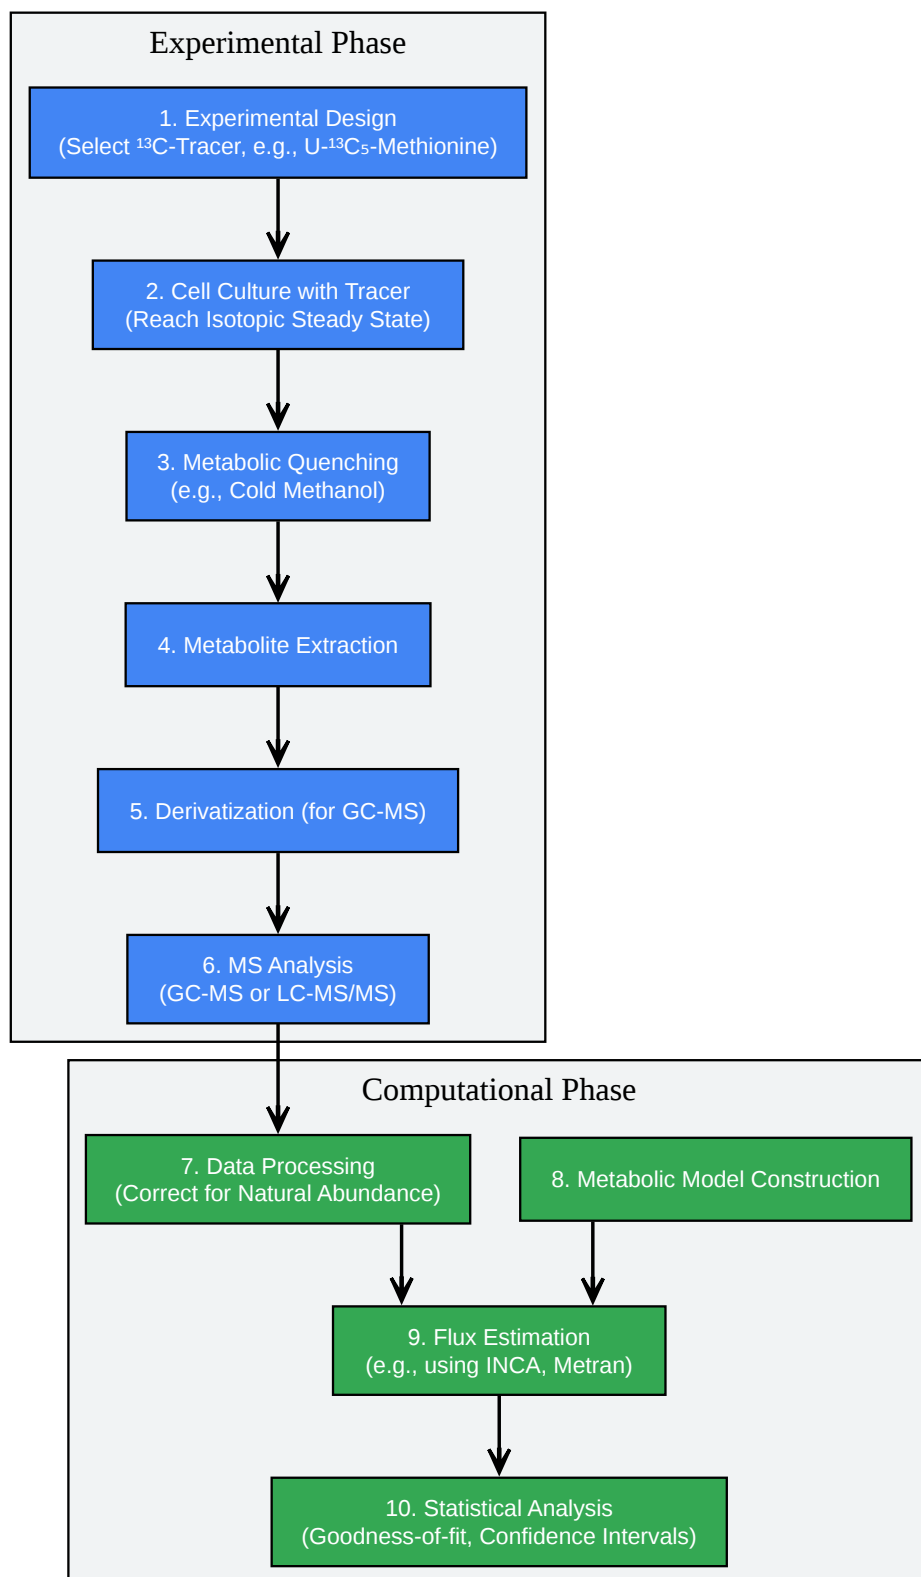 Experimental Phase
1. Experimental Design
(Select ¹³C-Tracer, e.g., U-¹³C₅-Methionine)
2. Cell Culture with Tracer
(Reach Isotopic Steady State)
3. Metabolic Quenching
(e.g., Cold Methanol)
4. Metabolite Extraction
5. Derivatization (for GC-MS)
6. MS Analysis
(GC-MS or LC-MS/MS)
Computational Phase
7. Data Processing
(Correct for Natural Abundance)
8. Metabolic Model Construction
9. Flux Estimation
(e.g., using INCA, Metran)
10. Statistical Analysis
(Goodness-of-fit, Confidence Intervals)